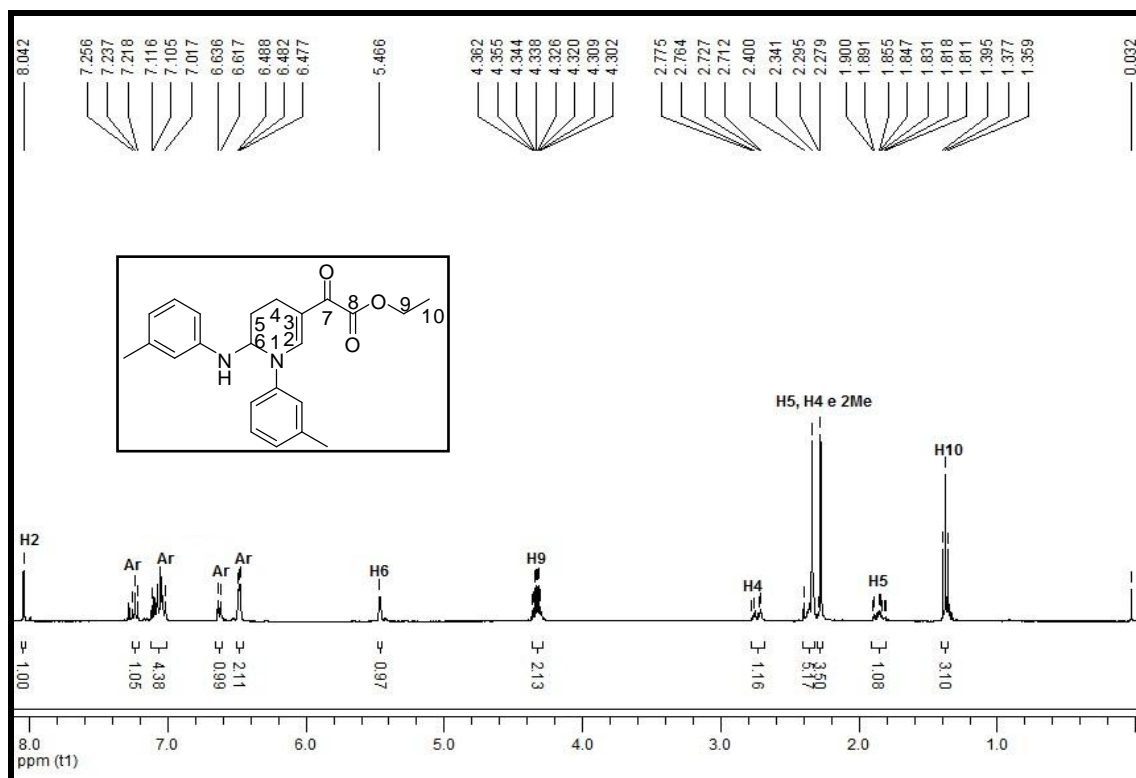 8.042 7.256 7.237 7.218 7.116 7.105 7.017 6.636 6.617 6.488 6.482 6.477 5.466 4.362 4.355 4.344 4.338 4.326 4.320 4.309 4.302 2.775 2.764 2.727 2.712 2.400 2.341 2.295 2.279 1.900 1.891 1.855 1.847 1.831 1.818 1.811 1.395 1.377 1.359 0.032
O
8
O
9
10
4
3
7
5
O
6
1
2
N
N
H
H5, H4 e 2Me
H10
H2
Ar
Ar
Ar
Ar
H6
H9
H4
H5
1.00 1.05 4.38 0.99 2.11 0.97 2.13 1.16 5.17 3.50 1.08 3.10
8.0 7.0 6.0 5.0 4.0 3.0 2.0 1.0
ppm (t1)